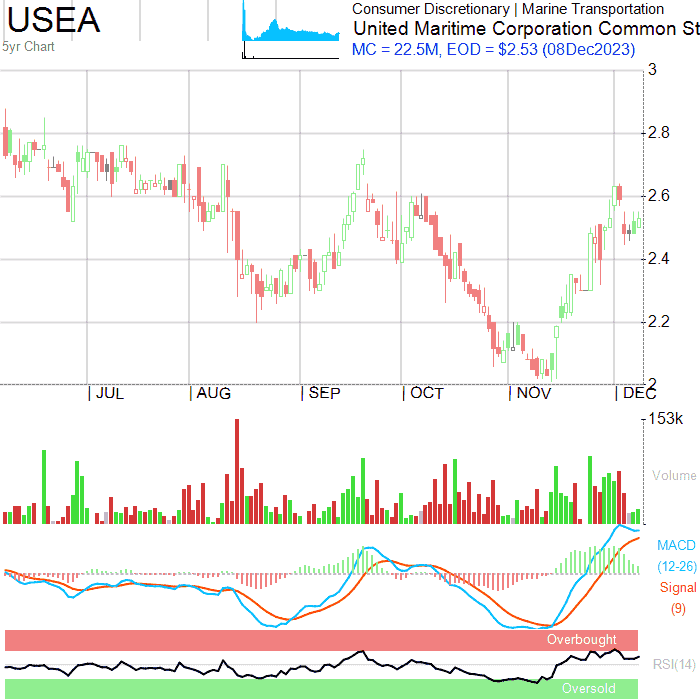 USEA
5yr Chart
Consumer Discretionary | Marine Transportation
United Maritime Corporation Common St
MC = 22.5M, EOD = $2.53 (08Dec2023)
3
2.8
2.6
2.4
2.2
2
| JUL | AUG | SEP | OCT | NOV | DEC
153k
Volume
MACD
(12-26)
Signal
(9)
Overbought
RSI(14)
Oversold